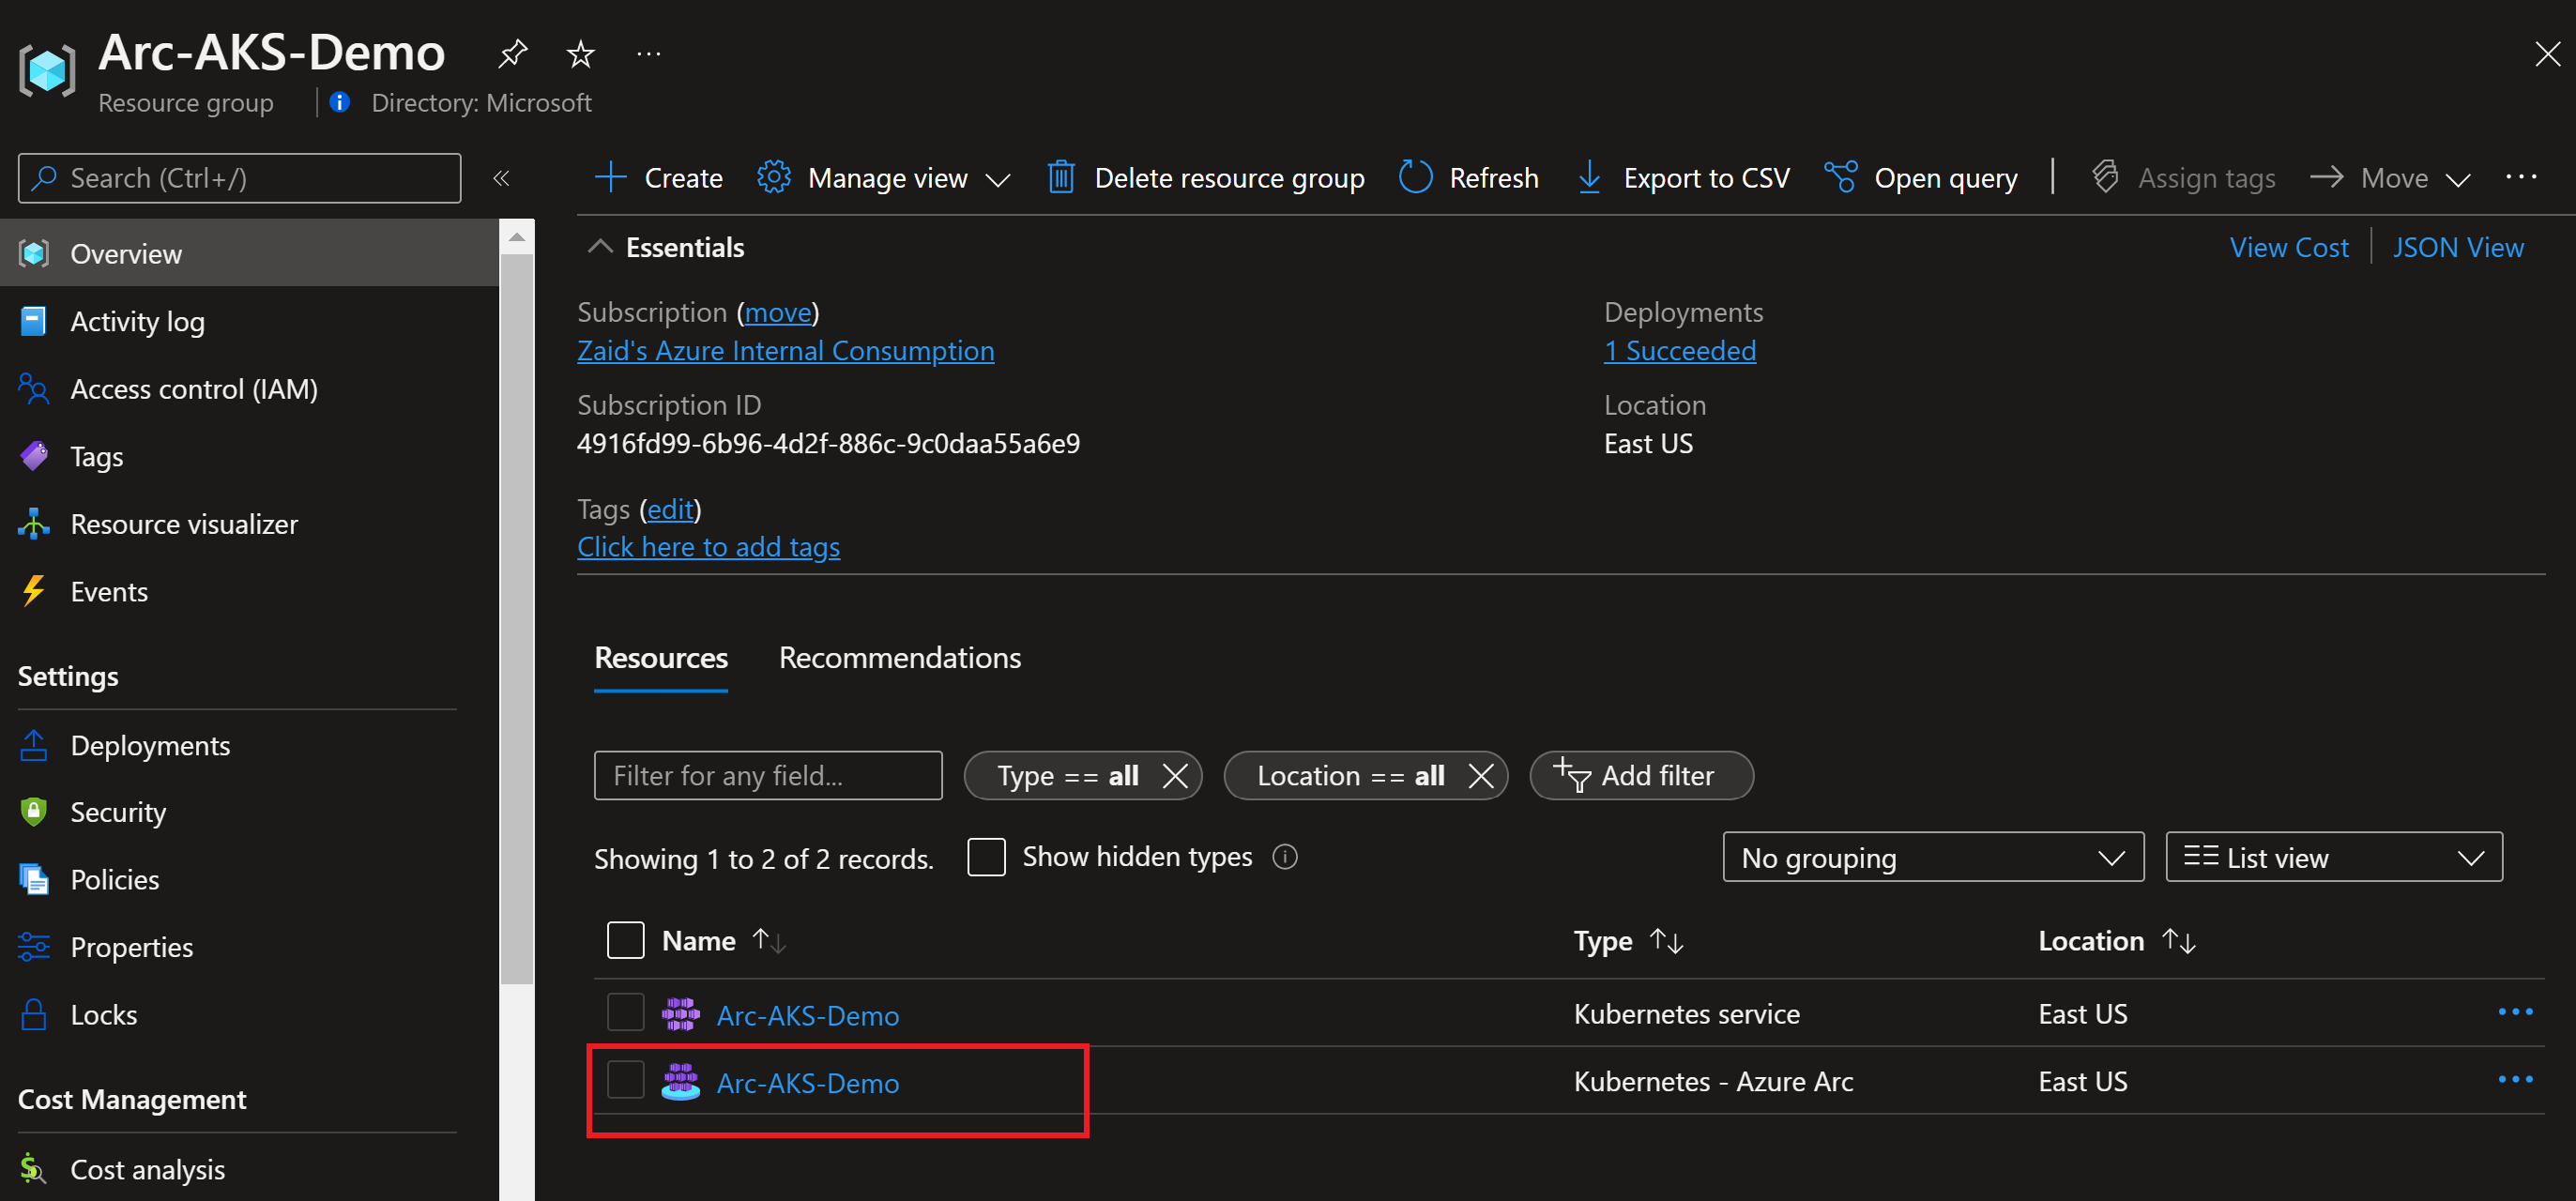 Arc-AKS-Demo
Resource group
Directory: Microsoft
Search (Ctrl+/)
Create
Manage view
Delete resource group
Refresh
Export to CSV
Open query
Assign tags
Move
Overview
Activity log
Access control (IAM)
Tags
Resource visualizer
Events
Settings
Deployments
Security
Policies
Properties
Locks
Cost Management
Cost analysis
Essentials
View Cost
JSON View
Subscription (move)
Zaid's Azure Internal Consumption
Subscription ID
4916fd99-6b96-4d2f-886c-9c0daa55a6e9
Tags (edit)
Click here to add tags
Deployments
1 Succeeded
Location
East US
Resources
Recommendations
Filter for any field...
Type == all
Location == all
Add filter
Showing 1 to 2 of 2 records.
Show hidden types
No grouping
List view
Name Type Location
Arc-AKS-Demo Kubernetes service East US
Arc-AKS-Demo Kubernetes - Azure Arc East US